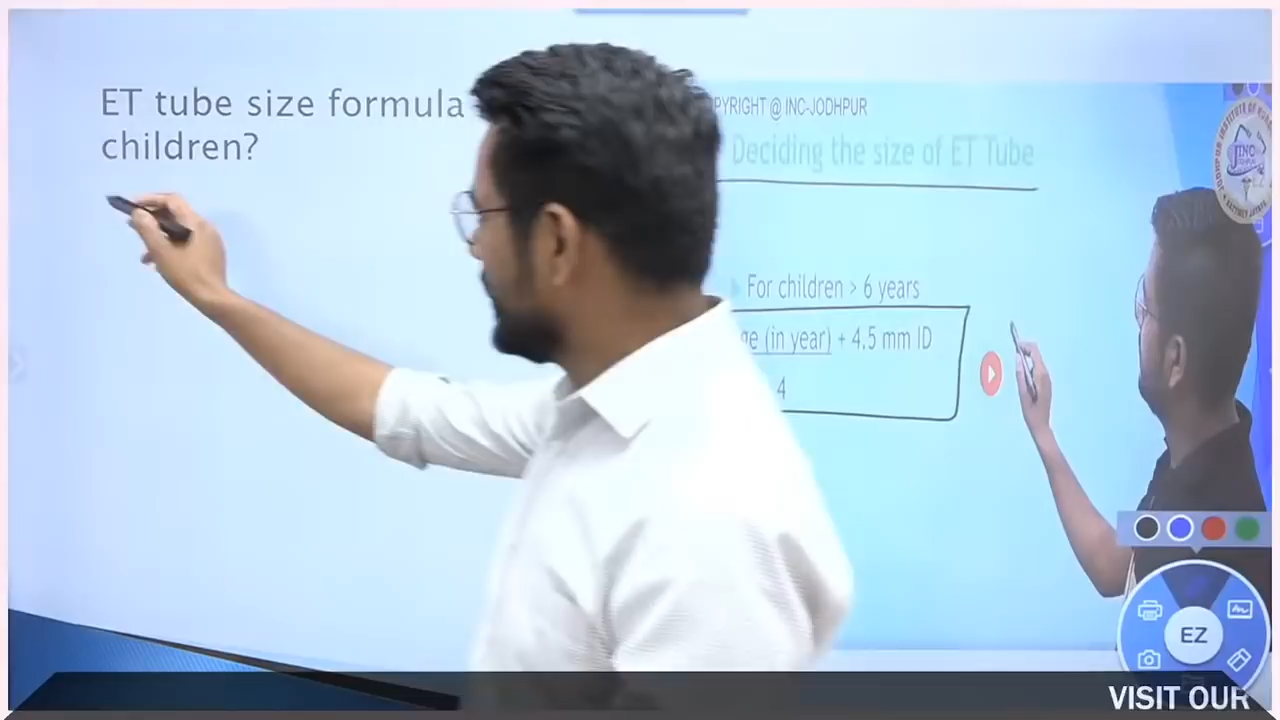 ET tube size formula
children?
PYRIGHT @ INC-JODHPUR
Deciding the size of ET Tube
For children > 6 years
ge (in year) + 4.5 mm ID
4
JINC
EZ
VISIT OUR